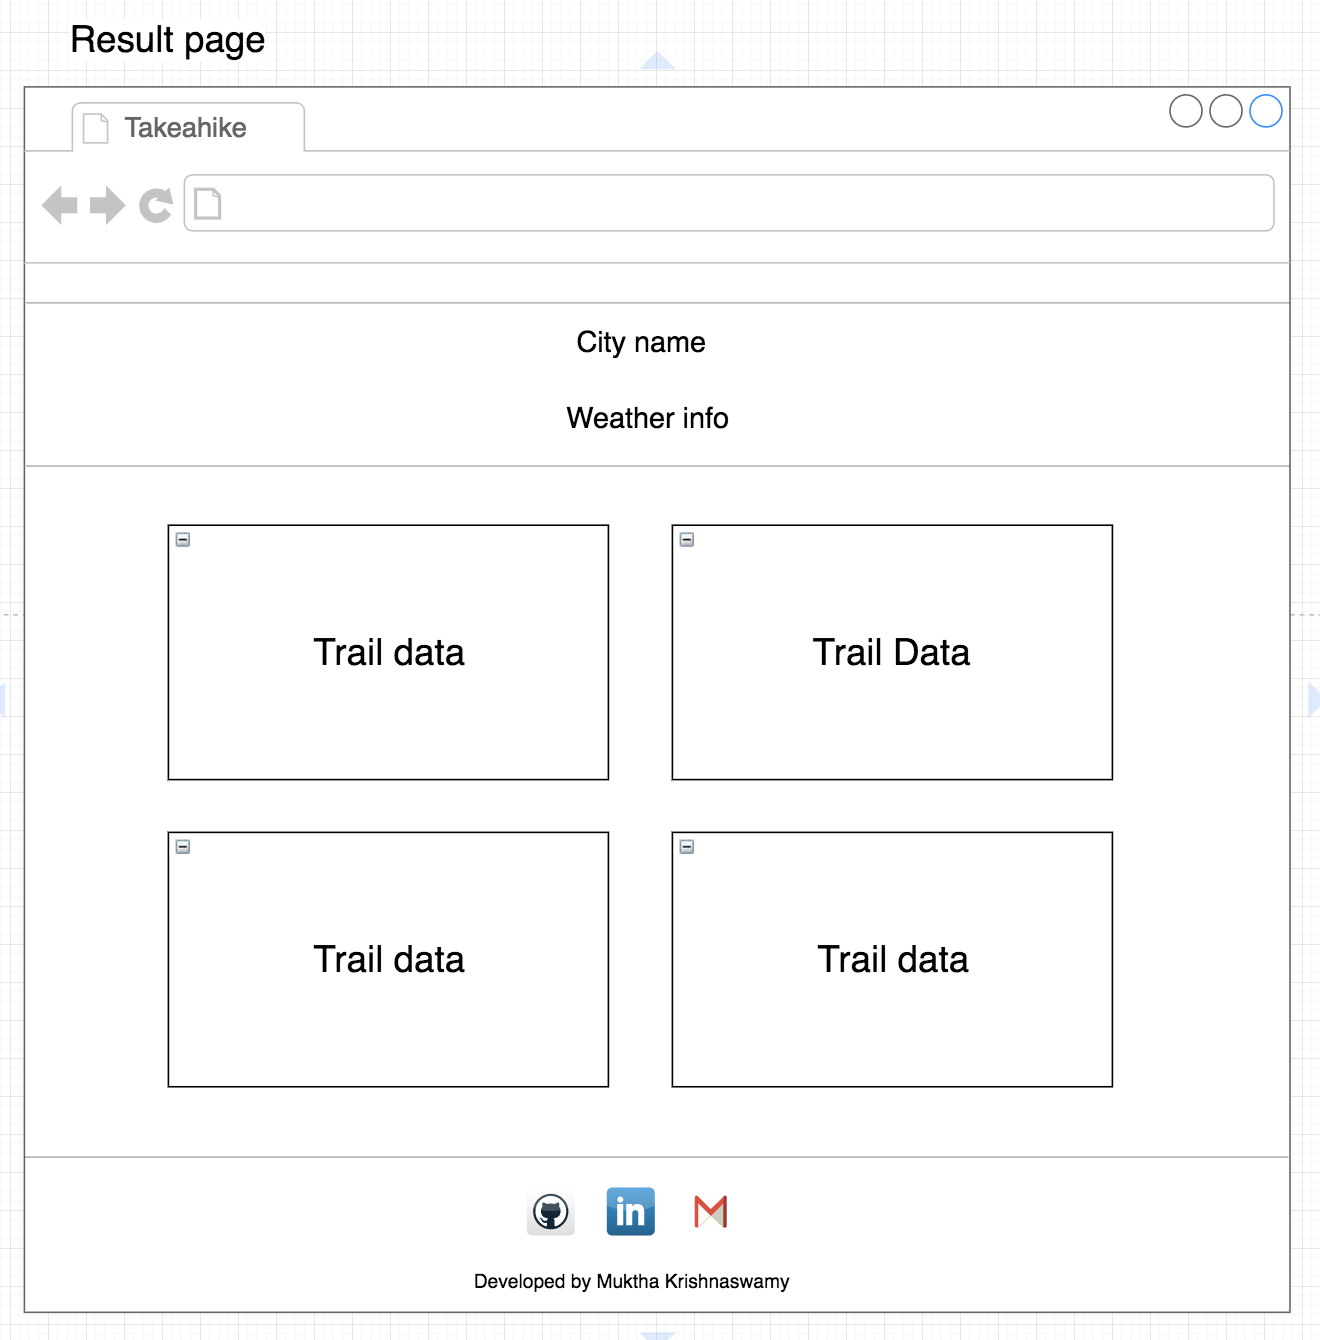 Result page
Takeahike
City name
Weather info
Trail data
Trail Data
Trail data
Trail data
in
Developed by Muktha Krishnaswamy